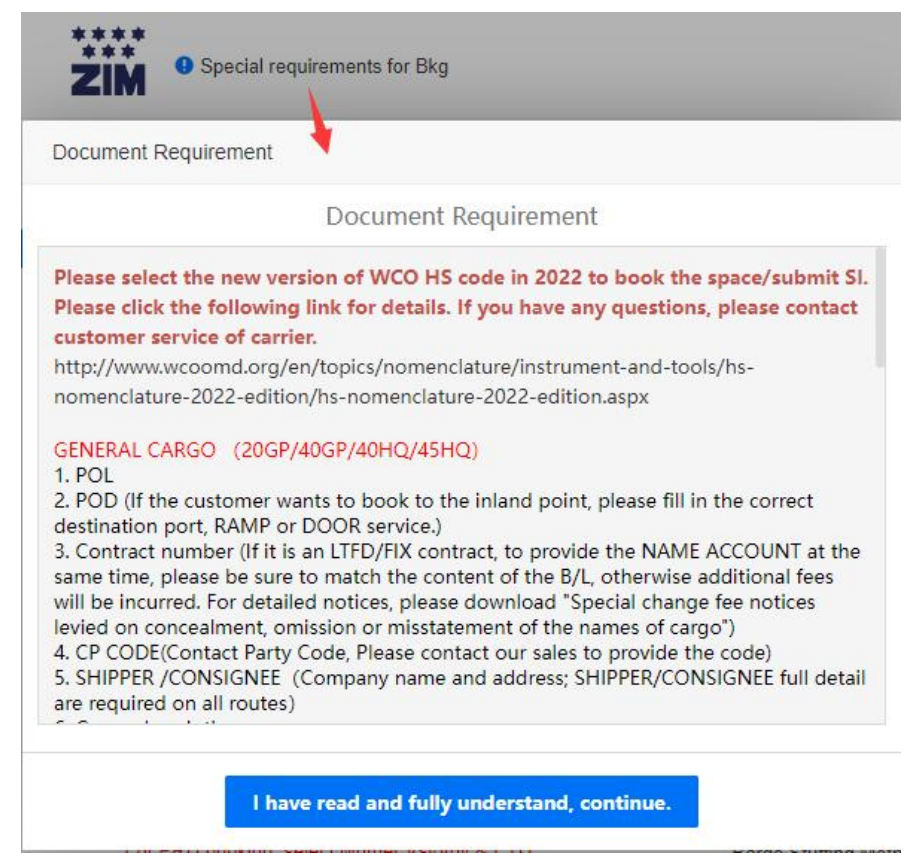 ZIM
Special requirements for Bkg
Document Requirement
Document Requirement
Please select the new version of WCO HS code in 2022 to book the space/submit SI.
Please click the following link for details. If you have any questions, please contact
customer service of carrier.
http://www.wcoomd.org/en/topics/nomenclature/instrument-and-tools/hs-
nomenclature-2022-edition/hs-nomenclature-2022-edition.aspx
GENERAL CARGO （20GP/40GP/40HQ/45HQ）
1. POL
2. POD (If the customer wants to book to the inland point, please fill in the correct
destination port, RAMP or DOOR service.)
3. Contract number (If it is an LTFD/FIX contract, to provide the NAME ACCOUNT at the
same time, please be sure to match the content of the B/L, otherwise additional fees
will be incurred. For detailed notices, please download "Special change fee notices
levied on concealment, omission or misstatement of the names of cargo")
4. CP CODE(Contact Party Code, Please contact our sales to provide the code)
5. SHIPPER /CONSIGNEE（Company name and address; SHIPPER/CONSIGNEE full detail
are required on all routes）
I have read and fully understand, continue.